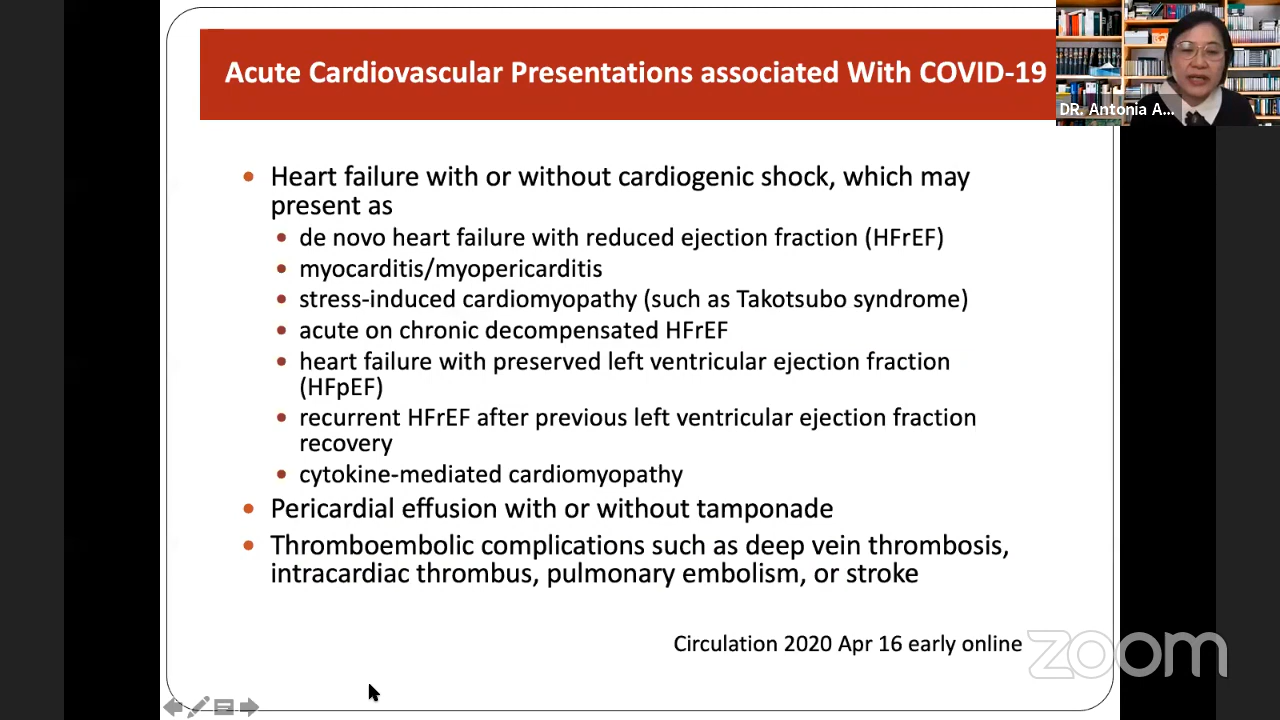 Acute Cardiovascular Presentations associated With COVID-19
DR. Antonia A...
Heart failure with or without cardiogenic shock, which may
present as
de novo heart failure with reduced ejection fraction (HFrEF)
myocarditis/myopericarditis
stress-induced cardiomyopathy (such as Takotsubo syndrome)
acute on chronic decompensated HFrEF
heart failure with preserved left ventricular ejection fraction
(HFpEF)
recurrent HFrEF after previous left ventricular ejection fraction
recovery
cytokine-mediated cardiomyopathy
Pericardial effusion with or without tamponade
Thromboembolic complications such as deep vein thrombosis,
intracardiac thrombus, pulmonary embolism, or stroke
Circulation 2020 Apr 16 early online
zoom